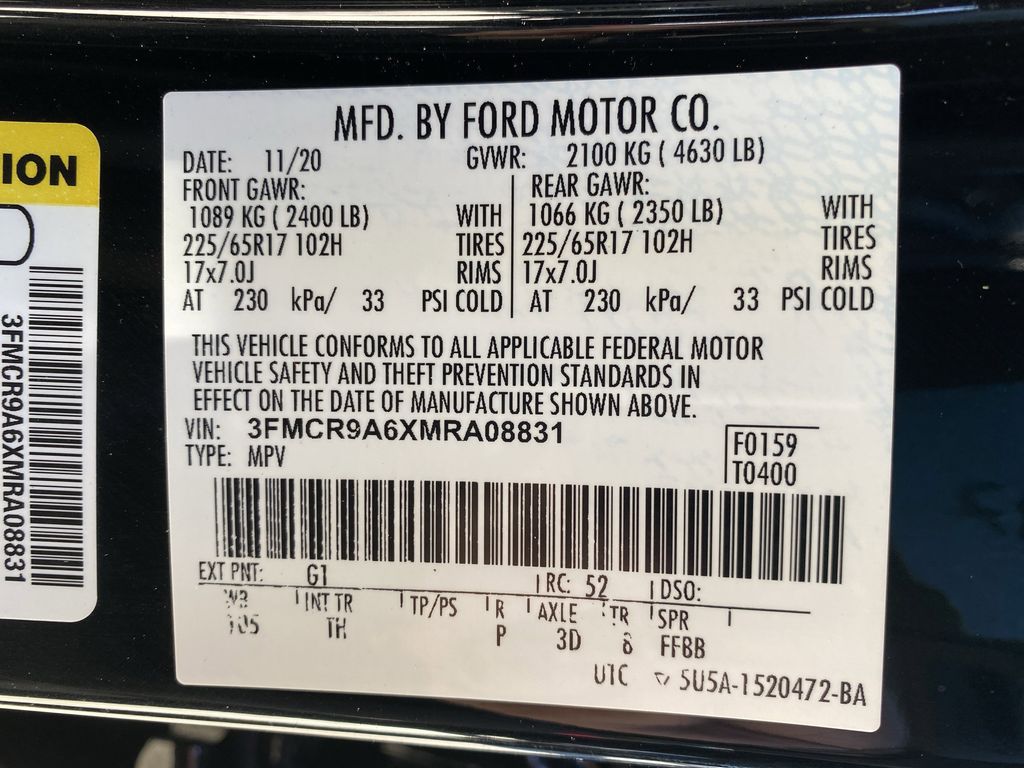 MFD. BY FORD MOTOR CO.
DATE: 11/20 GVWR: 2100 KG ( 4630 LB)
FRONT GAWR: REAR GAWR:
1089 KG ( 2400 LB) WITH 1066 KG ( 2350 LB) WITH
225/65R17 102H TIRES 225/65R17 102H TIRES
17x7.0J RIMS 17x7.0J RIMS
AT 230 kPa/ 33 PSI COLD AT 230 kPa/ 33 PSI COLD
THIS VEHICLE CONFORMS TO ALL APPLICABLE FEDERAL MOTOR
VEHICLE SAFETY AND THEFT PREVENTION STANDARDS IN
EFFECT ON THE DATE OF MANUFACTURE SHOWN ABOVE.
VIN: 3FMCR9A6XMRA08831
TYPE: MPV
F0159
T0400
EXT PNT: G1 RC: 52 DSO:
WB INT TR TP/PS R AXLE TR SPR
105 TH P 3D 8 FFBB
UTC 5U5A-1520472-BA
ION
3FMCR9A6XMRA08831